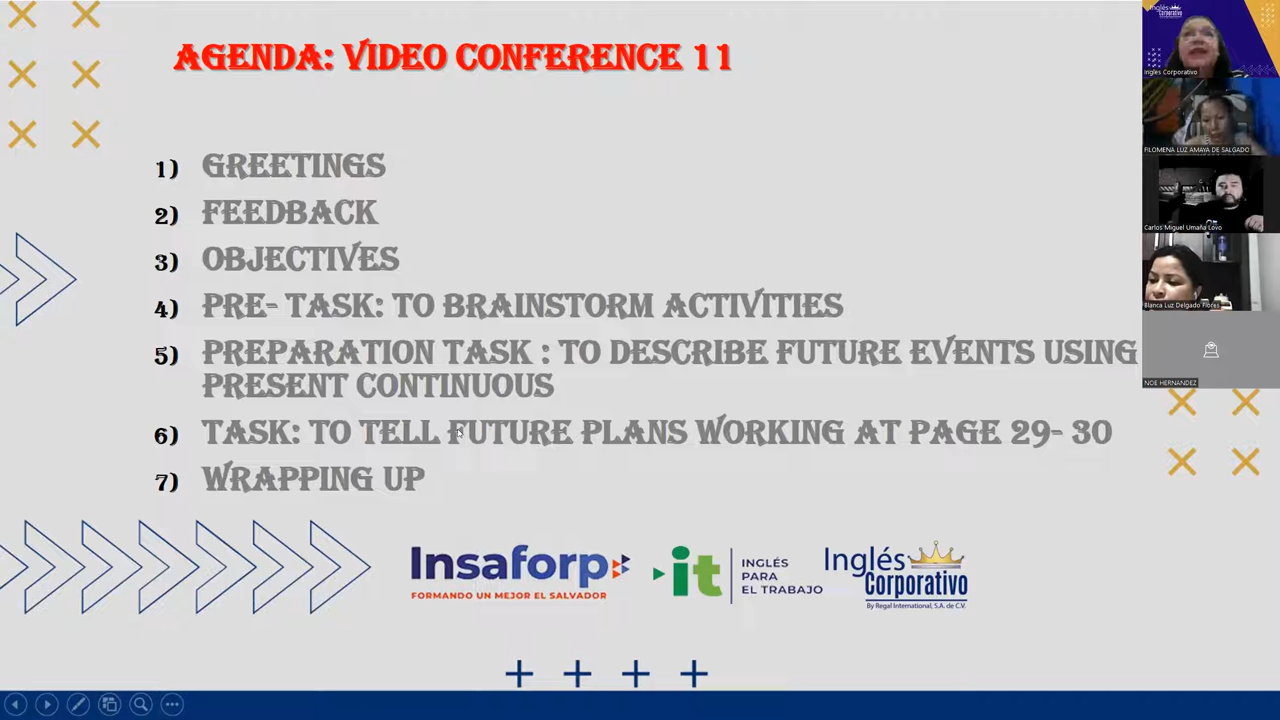 AGENDA: VIDEO CONFERENCE 11
1) GREETINGS
2) FEEDBACK
3) OBJECTIVES
4) PRE- TASK: TO BRAINSTORM ACTIVITIES
5) PREPARATION TASK : TO DESCRIBE FUTURE EVENTS USING
PRESENT CONTINUOUS
6) TASK: TO TELL FUTURE PLANS WORKING AT PAGE 29- 30
7) WRAPPING UP
Insaforp
FORMANDO UN MEJOR EL SALVADOR
it
INGLÉS
PARA
EL TRABAJO
Inglés
Corporativo
By Regal International, S.A. de C.V.
Inglés
Corporativo
Ingles Corporativo
FILOMENA LUZ AMAYA DE SALGADO
Carlos Miguel Umaña Lovo
Blanca Luz Delgado Flores
NOE HERNANDEZ